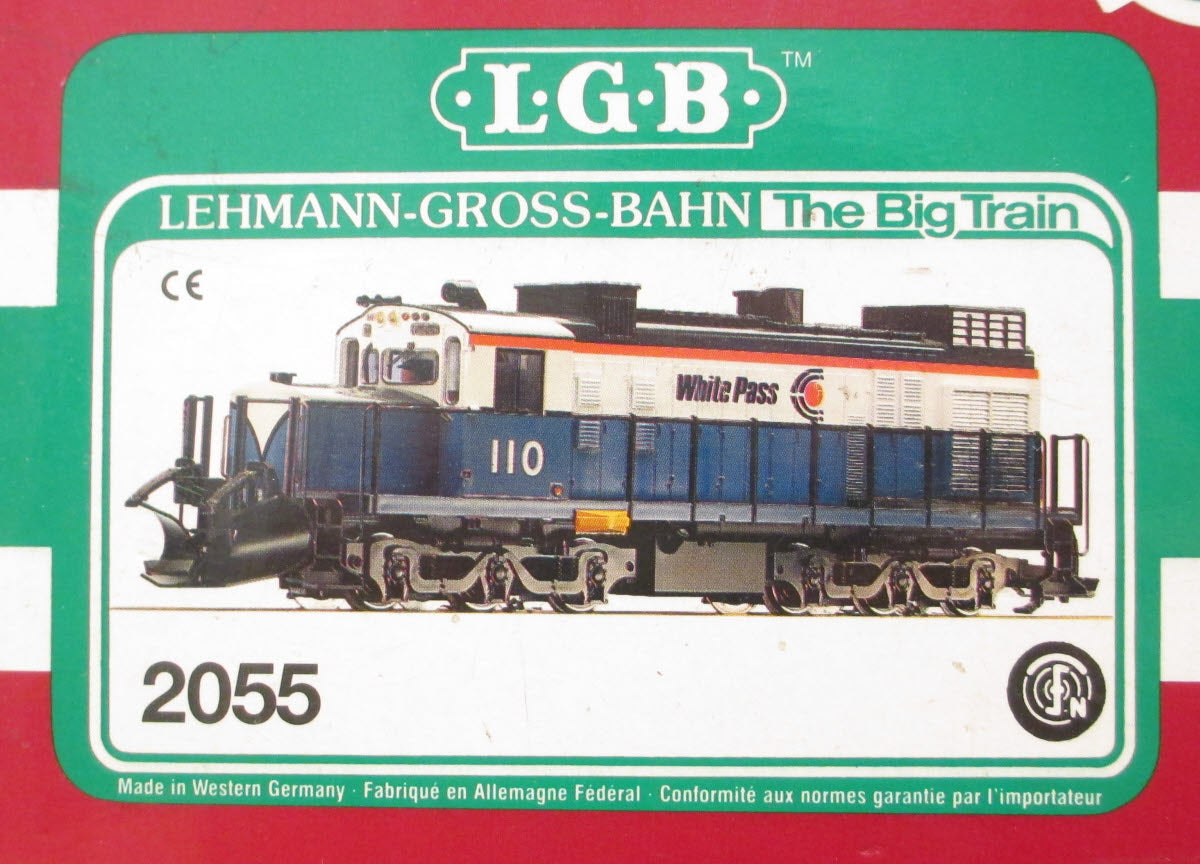 ·L·G·B· TM
LEHMANN-GROSS-BAHN The Big Train
CE
White Pass
110
2055
SFN
Made in Western Germany · Fabriqué en Allemagne Fédéral · Conformité aux normes garantie par l'importateur